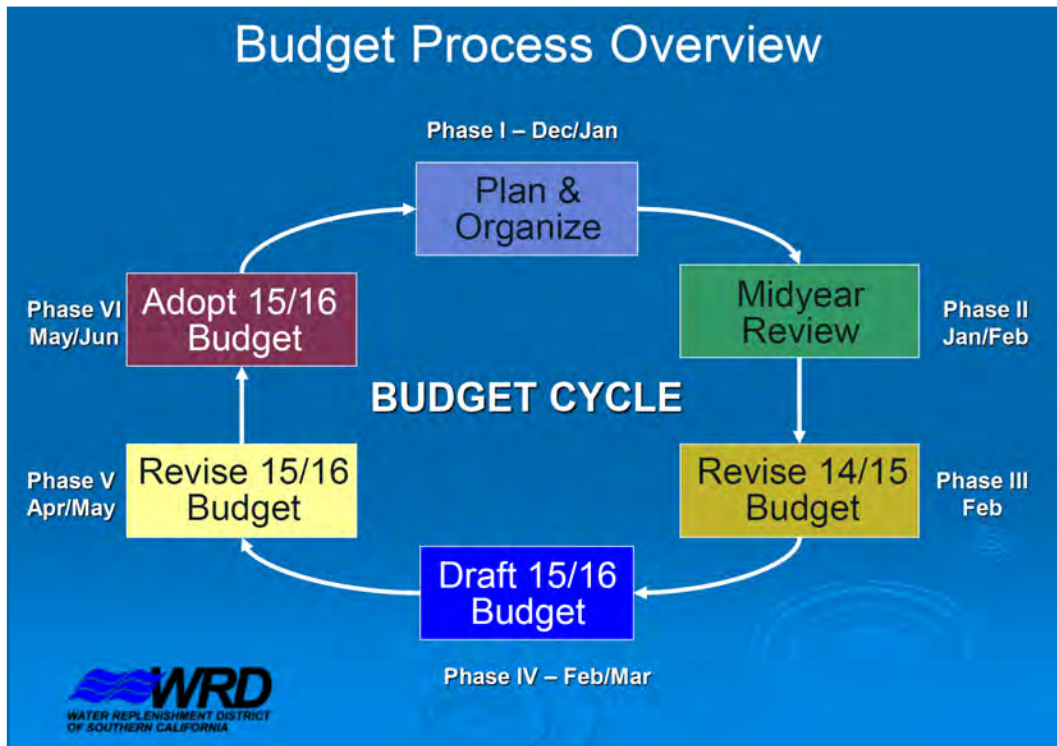 Budget Process Overview
Phase I – Dec/Jan
Plan &
Organize
Midyear
Review
Phase II
Jan/Feb
Revise 14/15
Budget
Phase III
Feb
Draft 15/16
Budget
Phase IV – Feb/Mar
Revise 15/16
Budget
Phase V
Apr/May
Adopt 15/16
Budget
Phase VI
May/Jun
BUDGET CYCLE
WRD
WATER REPLENISHMENT DISTRICT
OF SOUTHERN CALIFORNIA